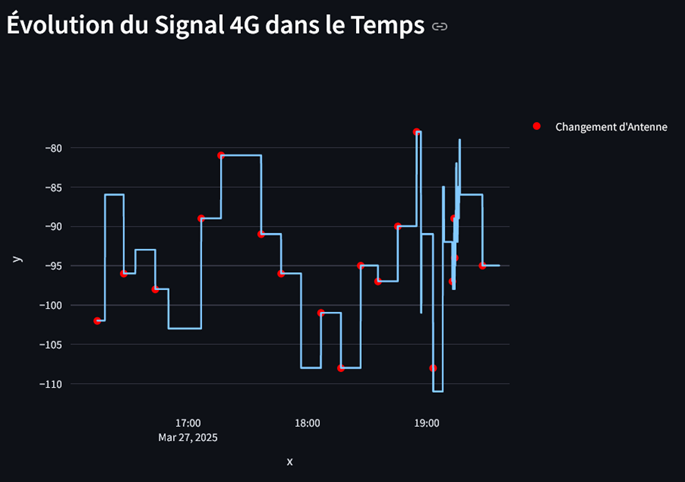 Évolution du Signal 4G dans le Temps
Changement d'Antenne
−80
−85
−90
−95
−100
−105
−110
y
17:00
18:00
19:00
Mar 27, 2025
x